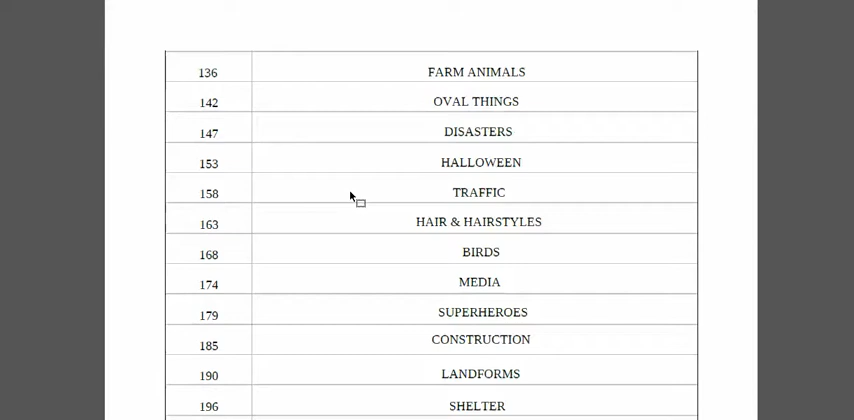 136 FARM ANIMALS
142 OVAL THINGS
147 DISASTERS
153 HALLOWEEN
158 TRAFFIC
163 HAIR & HAIRSTYLES
168 BIRDS
174 MEDIA
179 SUPERHEROES
185 CONSTRUCTION
190 LANDFORMS
196 SHELTER